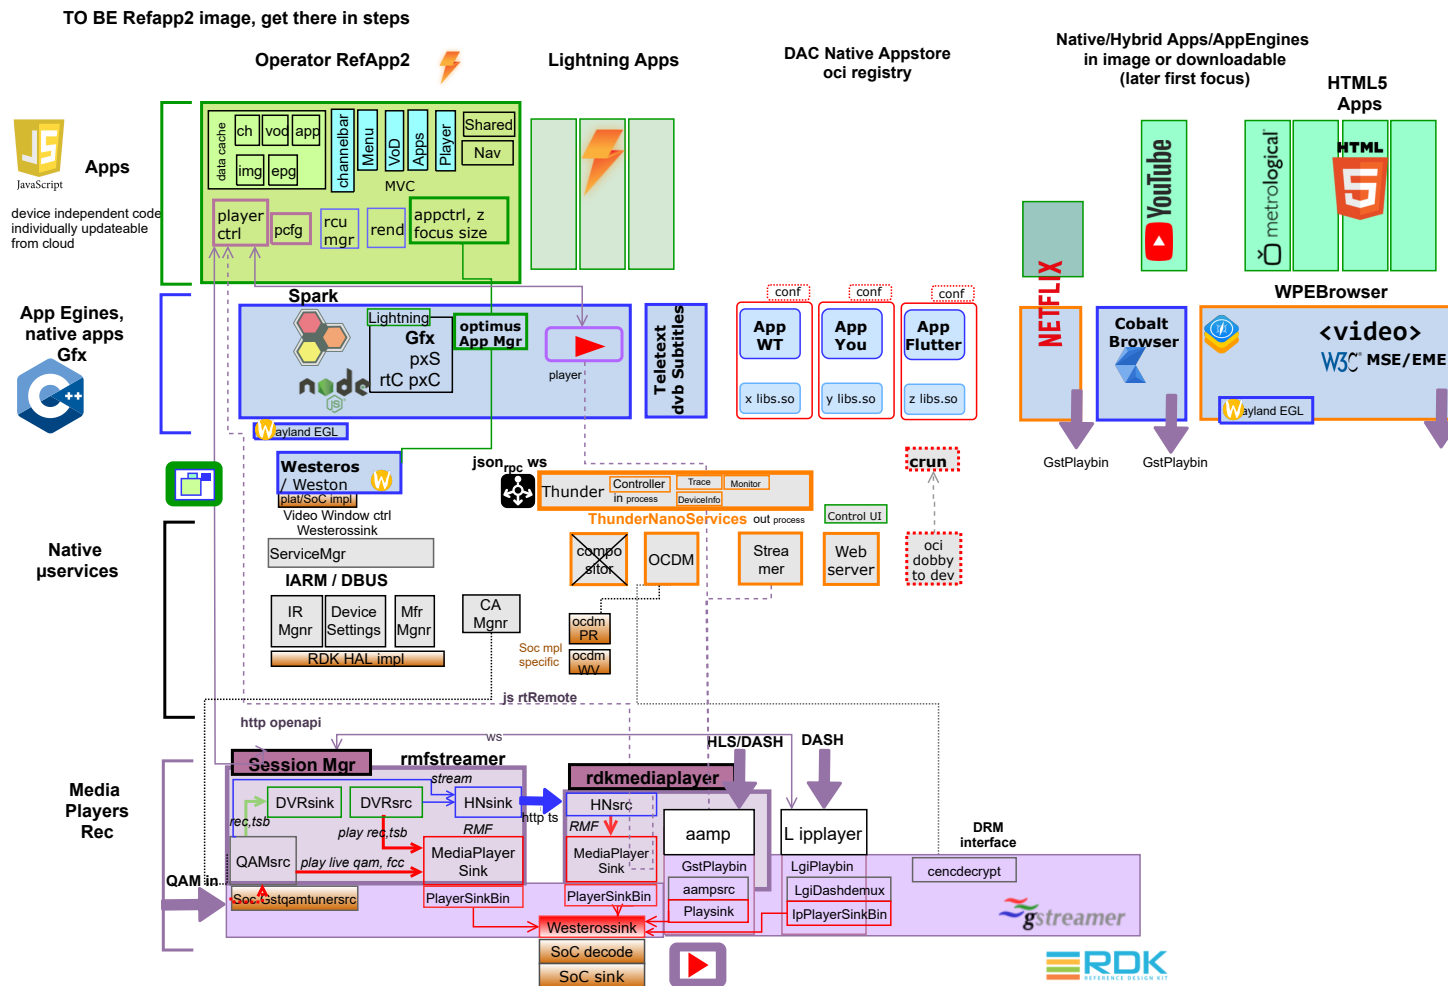 TO BE Refapp2 image, get there in steps
Operator RefApp2
Lightning Apps
DAC Native Appstore
oci registry
Native/Hybrid Apps/AppEngines
in image or downloadable
(later first focus)
HTML5
Apps
JS
JavaScript
Apps
device independent code
individually updateable
from cloud
data cache
ch
vod
app
img
epg
channelbar
Menu
VoD
Apps
Player
Shared
Nav
MVC
player
ctrl
pcfg
rcu
mgr
rend
appctrl, z
focus size
NETFLIX
YouTube
metrological
HTML
5
App Egines,
native apps
Gfx
C++
Spark
Lightning
Gfx
pxS
rtC pxC
node
JS
optimus
App Mgr
player
Teletext
dvb Subtitles
conf
App
WT
x libs.so
conf
App
You
y libs.so
conf
App
Flutter
z libs.so
Cobalt
Browser
WPEBrowser
<video>
W3C MSE/EME
Wayland EGL
Wayland EGL
GstPlaybin
GstPlaybin
Westeros
/ Weston
W
plat/SoC impl
Video Window ctrl
Westerossink
json rpc ws
Thunder
Controller
in process
Trace
Monitor
DeviceInfo
ThunderNanoServices out process
Control UI
crun
Native
µservices
ServiceMgr
IARM / DBUS
IR
Mgnr
Device
Settings
Mfr
Mgnr
RDK HAL impl
CA
Mgnr
compo
sitor
OCDM
Strea
mer
Web
server
oci
dobby
to dev
ocdm
PR
Soc mpl
specific
ocdm
WV
js rtRemote
http openapi
ws
HLS/DASH
DASH
Media
Players
Rec
Session Mgr
rmfstreamer
stream
DVRsink
DVRsrc
HNsink
rec,tsb
play rec,tsb
RMF
QAMsrc
play live qam, fcc
MediaPlayer
Sink
QAM in
Soc Gstqamtunersrc
PlayerSinkBin
http ts
rdkmediaplayer
HNsrc
RMF
MediaPlayer
Sink
PlayerSinkBin
aamp
GstPlaybin
aampsrc
Playsink
L ipplayer
LgiPlaybin
LgiDashdemux
IpPlayerSinkBin
DRM
interface
cencdecrypt
gstreamer
Westerossink
SoC decode
SoC sink
RDK
REFERENCE DESIGN KIT